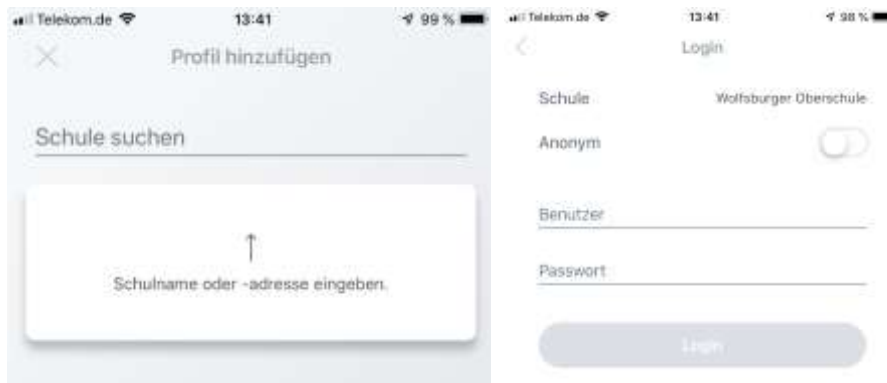 Telekom.de 13:41 99 %
Profil hinzufügen
Schule suchen
Schulname oder -adresse eingeben.
Telekom.de 13:41 98 %
Login
Schule Wolfsburger Oberschule
Anonym
Benutzer
Passwort
Login